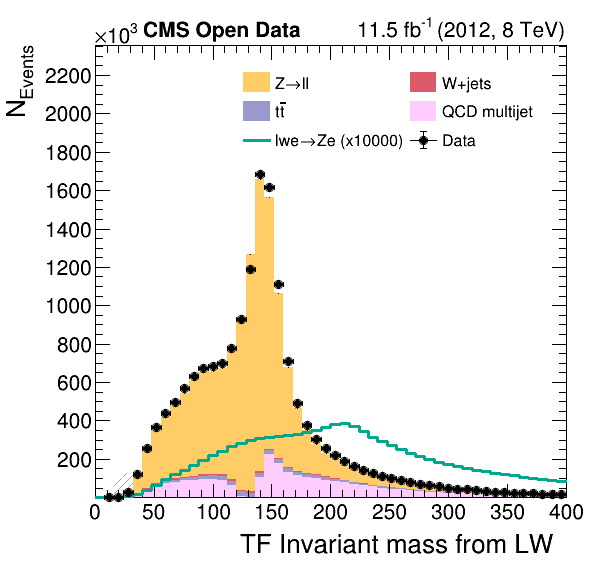 ×10³ CMS Open Data 11.5 fb⁻¹ (2012, 8 TeV)
N_Events
2200
2000
1800
1600
1400
1200
1000
800
600
400
200
Z→ll W+jets
tt̄ QCD multijet
lwe→Ze (x10000) Data
0 50 100 150 200 250 300 350 400
TF Invariant mass from LW